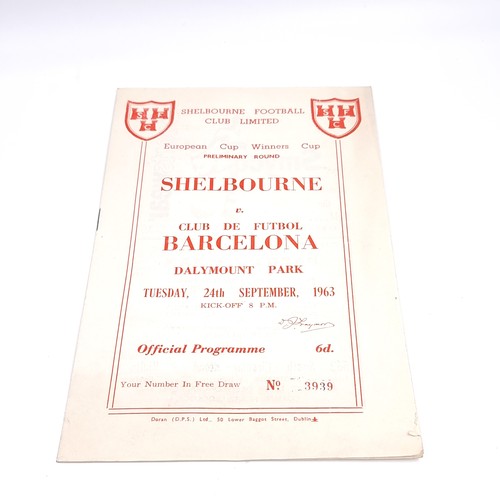 SHELBOURNE FOOTBALL
CLUB LIMITED
European Cup Winners Cup
PRELIMINARY ROUND
SHELBOURNE
v.
CLUB DE FUTBOL
BARCELONA
DALYMOUNT PARK
TUESDAY, 24th SEPTEMBER, 1963
KICK-OFF 8 P.M.
Official Programme 6d.
Your Number In Free Draw No. 3939
Doran (O.P.S.) Ltd., 50 Lower Baggot Street, Dublin